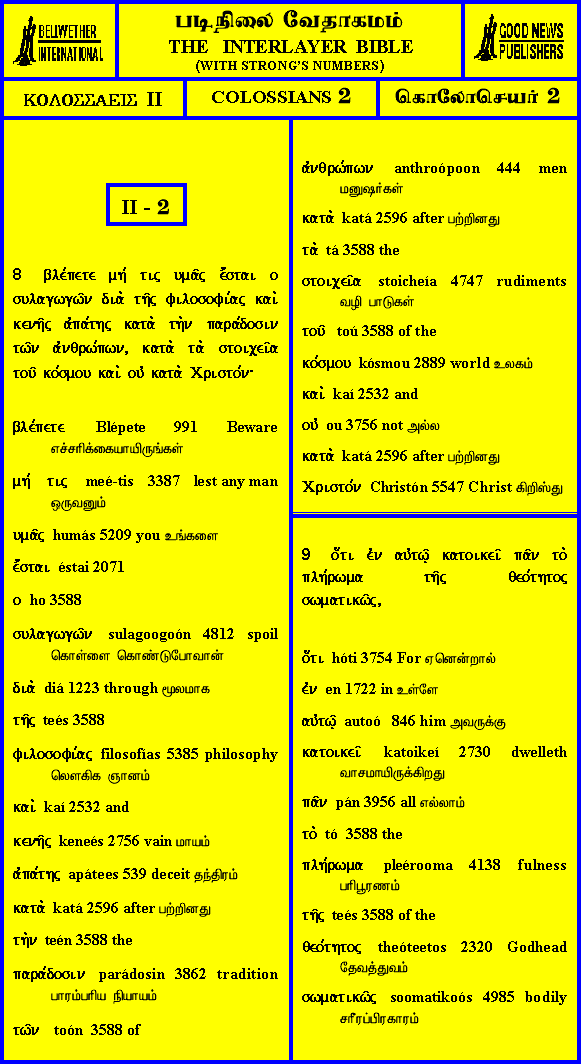 BELLWETHER
INTERNATIONAL
படிநிலை வேதாகமம்
THE INTERLAYER BIBLE
(WITH STRONG'S NUMBERS)
GOOD NEWS
PUBLISHERS
ΚΟΛΟΣΣΑΕΙΣ II
COLOSSIANS 2
கொலோசெயர் 2
II - 2
8 βλέπετε μή τις υμᾶς ἔσται ο
συλαγωγῶν διὰ τῆς φιλοσοφίας καὶ
κενῆς ἀπάτης κατὰ τὴν παράδοσιν
τῶν ἀνθρώπων, κατὰ τὰ στοιχεῖα
τοῦ κόσμου καὶ οὐ κατὰ Χριστόν·
βλέπετε Blépete 991 Beware
எச்சரிக்கையாயிருங்கள்
μή τις meé-tis 3387 lest any man
ஒருவனும்
υμᾶς humás 5209 you உங்களை
ἔσται éstai 2071
ο ho 3588
συλαγωγῶν sulagoogoón 4812 spoil
கொள்ளை கொண்டுபோவான்
διὰ diá 1223 through மூலமாக
τῆς teés 3588
φιλοσοφίας filosofías 5385 philosophy
லௌகிக ஞானம்
καὶ kaí 2532 and
κενῆς keneés 2756 vain மாயம்
ἀπάτης apátees 539 deceit தந்திரம்
κατὰ katá 2596 after பற்றினது
τὴν teén 3588 the
παράδοσιν parádosin 3862 tradition
பாரம்பரிய நியாயம்
τῶν toón 3588 of
ἀνθρώπων anthroópoon 444 men
மனுஷர்கள்
κατὰ katá 2596 after பற்றினது
τὰ tá 3588 the
στοιχεῖα stoicheía 4747 rudiments
வழி பாடுகள்
τοῦ toú 3588 of the
κόσμου kósmou 2889 world உலகம்
καὶ kaí 2532 and
οὐ ou 3756 not அல்ல
κατὰ katá 2596 after பற்றினது
Χριστόν Christón 5547 Christ கிறிஸ்து
9 ὅτι ἐν αὐτῷ κατοικεῖ πᾶν τὸ
πλήρωμα τῆς θεότητος
σωματικῶς,
ὅτι hóti 3754 For ஏனென்றால்
ἐν en 1722 in உள்ளே
αὐτῷ autoó 846 him அவருக்கு
κατοικεῖ katoikeí 2730 dwelleth
வாசமாயிருக்கிறது
πᾶν pán 3956 all எல்லாம்
τὸ tó 3588 the
πλήρωμα pleérooma 4138 fulness
பரிபூரணம்
τῆς teés 3588 of the
θεότητος theóteetos 2320 Godhead
தேவத்துவம்
σωματικῶς soomatikoós 4985 bodily
சரீரப்பிரகாரம்